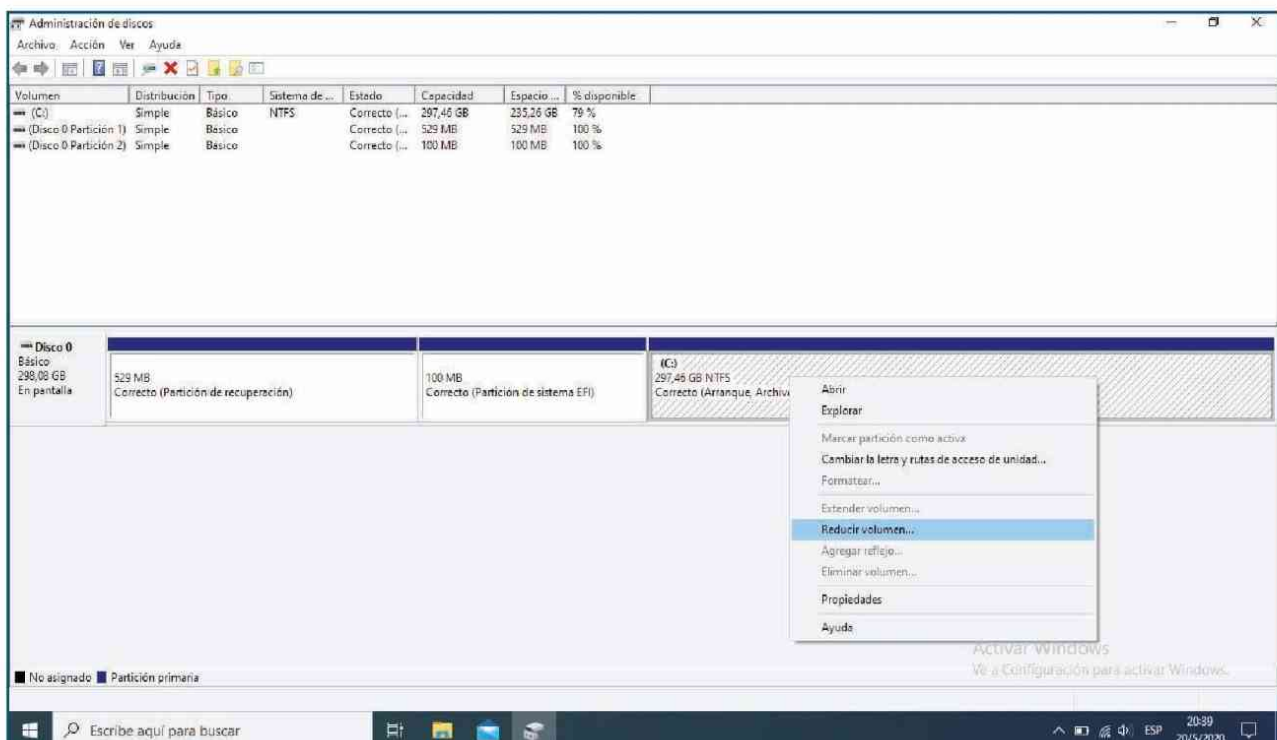 Administración de discos
Archivo Acción Ver Ayuda
Volumen Distribución Tipo Sistema de ... Estado Capacidad Espacio ... % disponible
(C:) Simple Básico NTFS Correcto (... 297,46 GB 235,26 GB 79 %
(Disco 0 Partición 1) Simple Básico Correcto (... 529 MB 529 MB 100 %
(Disco 0 Partición 2) Simple Básico Correcto (... 100 MB 100 MB 100 %
Disco 0
Básico
298,08 GB
En pantalla
529 MB
Correcto (Partición de recuperación)
100 MB
Correcto (Partición de sistema EFI)
(C:)
297,46 GB NTFS
Correcto (Arranque, Archiv
Abrir
Explorar
Marcar partición como activa
Cambiar la letra y rutas de acceso de unidad...
Formatear...
Extender volumen...
Reducir volumen...
Agregar reflejo...
Eliminar volumen...
Propiedades
Ayuda
Activar Windows
Ve a Configuración para activar Windows.
No asignado Partición primaria
Escribe aquí para buscar
ESP
20:39
20/5/2020